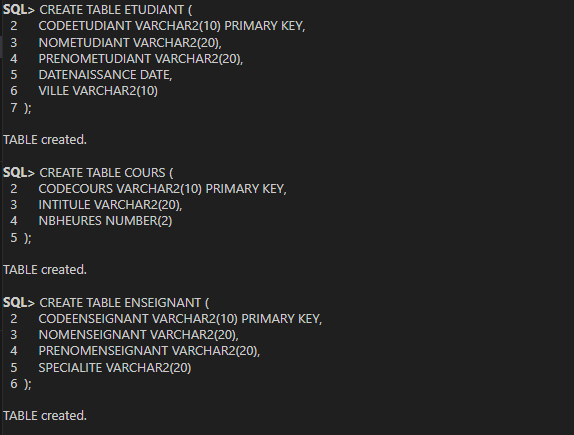 SQL> CREATE TABLE ETUDIANT (
2 CODEETUDIANT VARCHAR2(10) PRIMARY KEY,
3 NOMETUDIANT VARCHAR2(20),
4 PRENOMETUDIANT VARCHAR2(20),
5 DATENAISSANCE DATE,
6 VILLE VARCHAR2(10)
7 );
TABLE created.
SQL> CREATE TABLE COURS (
2 CODECOURS VARCHAR2(10) PRIMARY KEY,
3 INTITULE VARCHAR2(20),
4 NBHEURES NUMBER(2)
5 );
TABLE created.
SQL> CREATE TABLE ENSEIGNANT (
2 CODEENSEIGNANT VARCHAR2(10) PRIMARY KEY,
3 NOMENSEIGNANT VARCHAR2(20),
4 PRENOMENSEIGNANT VARCHAR2(20),
5 SPECIALITE VARCHAR2(20)
6 );
TABLE created.